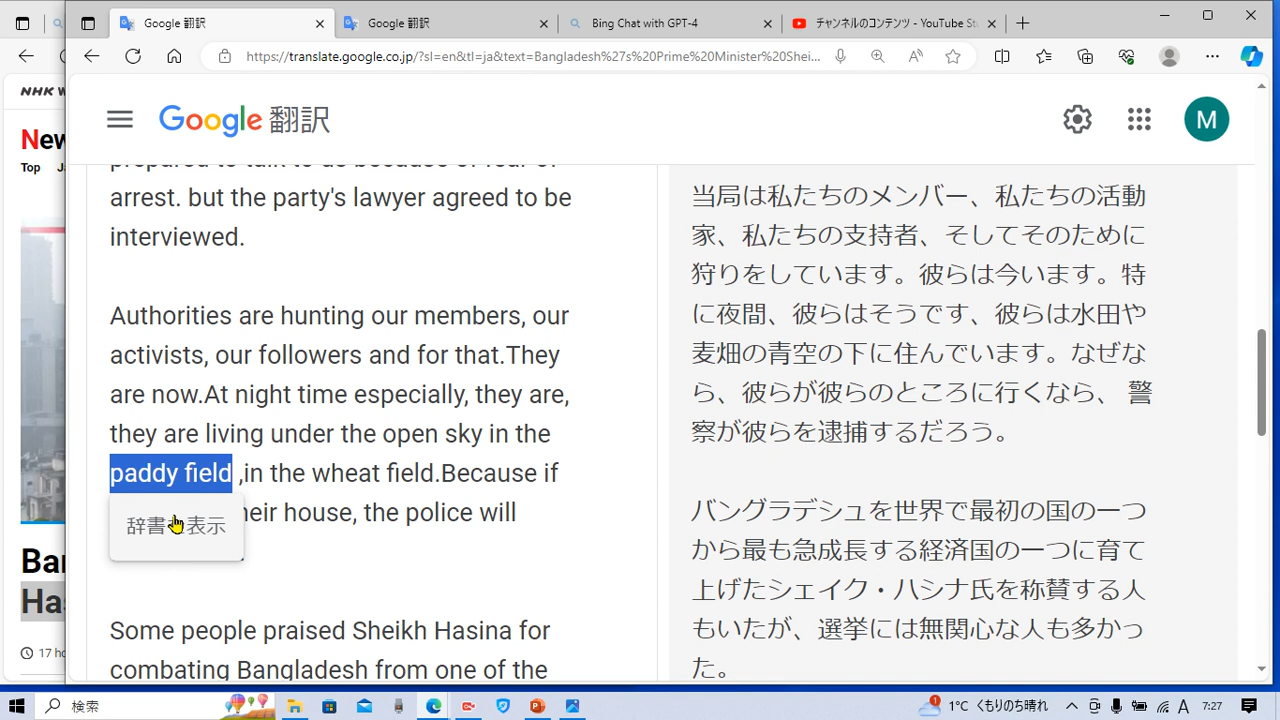 Google 翻訳
Google 翻訳
Bing Chat with GPT-4
チャンネルのコンテンツ - YouTube St
https://translate.google.co.jp/?sl=en&tl=ja&text=Bangladesh%27s%20Prime%20Minister%20Shei...
NHK W
New
Top
Google 翻訳
M
prepared to talk to us because of fear of
arrest. but the party's lawyer agreed to be
interviewed.
Authorities are hunting our members, our
activists, our followers and for that.They
are now.At night time especially, they are,
they are living under the open sky in the
paddy field ,in the wheat field.Because if
heir house, the police will
辞書に表示
Some people praised Sheikh Hasina for
combating Bangladesh from one of the
当局は私たちのメンバー、私たちの活動
家、私たちの支持者、そしてそのために
狩りをしています。彼らは今います。特
に夜間、彼らはそうです、彼らは水田や
麦畑の青空の下に住んでいます。なぜな
ら、彼らが彼らのところに行くなら、 警
察が彼らを逮捕するだろう。
バングラデシュを世界で最初の国の一つ
から最も急成長する経済国の一つに育て
上げたシェイク・ハシナ氏を称賛する人
もいたが、選挙には無関心な人も多かっ
た。
Ban
Has
17 ho
検索
1
1°C くもりのち晴れ
A
7:27